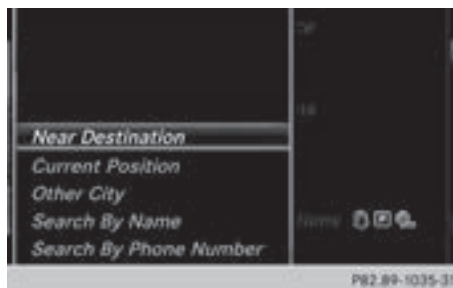 Near Destination
Current Position
Other City
Search By Name
Search By Phone Number
P82.89-1035-31